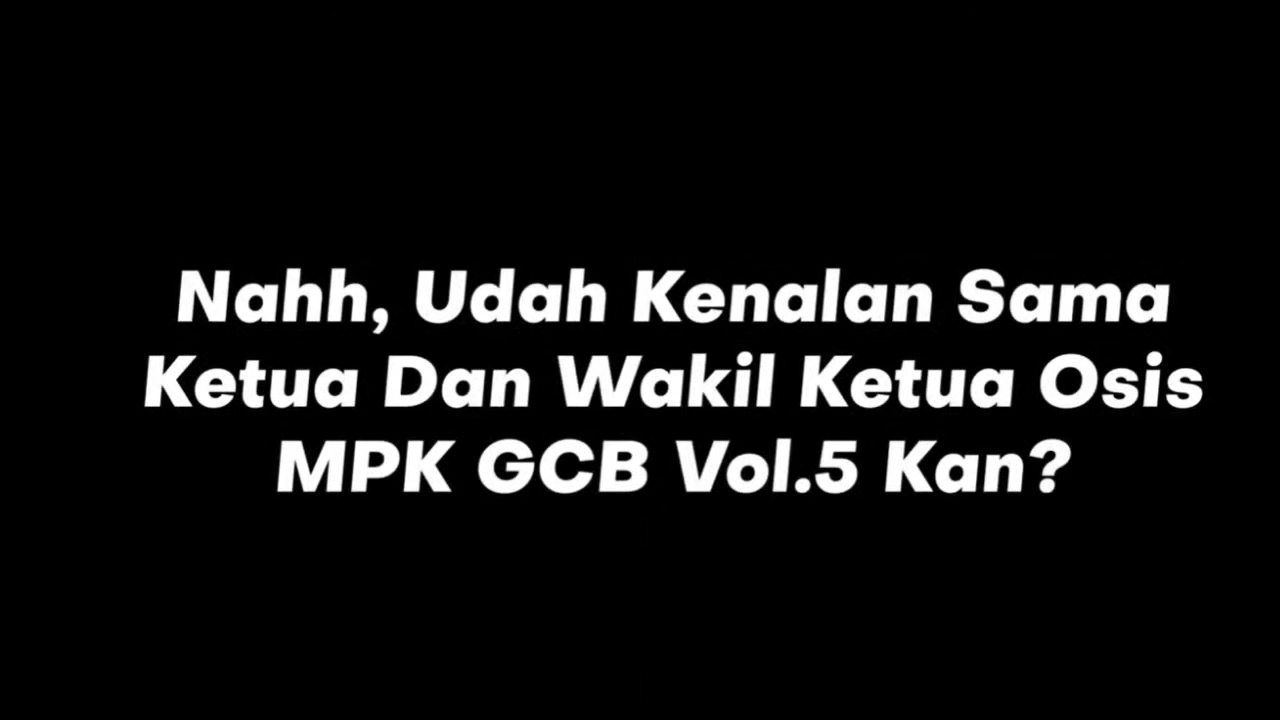 Nahh, Udah Kenalan Sama
Ketua Dan Wakil Ketua Osis
MPK GCB Vol.5 Kan?